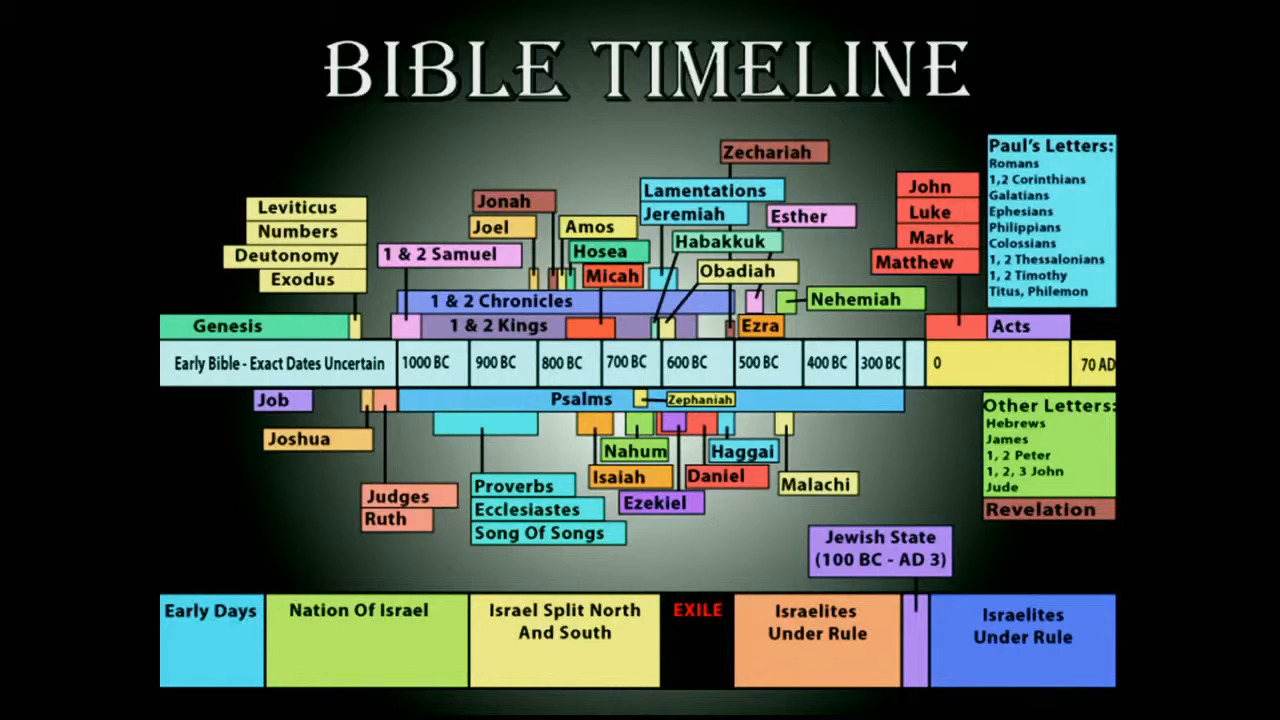 BIBLE TIMELINE
Zechariah
Paul's Letters:
Romans
1,2 Corinthians
Galatians
Ephesians
Philippians
Colossians
1, 2 Thessalonians
1, 2 Timothy
Titus, Philemon
John
Luke
Mark
Matthew
Lamentations
Jeremiah
Esther
Habakkuk
Obadiah
Nehemiah
Jonah
Joel
Amos
Hosea
Micah
Leviticus
Numbers
Deutonomy
Exodus
1 & 2 Samuel
1 & 2 Chronicles
Genesis
1 & 2 Kings
Ezra
Acts
Early Bible - Exact Dates Uncertain
1000 BC
900 BC
800 BC
700 BC
600 BC
500 BC
400 BC
300 BC
0
70 AD
Job
Psalms
Zephaniah
Joshua
Nahum
Haggai
Isaiah
Daniel
Malachi
Ezekiel
Judges
Ruth
Proverbs
Ecclesiastes
Song Of Songs
Other Letters:
Hebrews
James
1, 2 Peter
1, 2, 3 John
Jude
Revelation
Jewish State
(100 BC - AD 3)
Early Days
Nation Of Israel
Israel Split North
And South
EXILE
Israelites
Under Rule
Israelites
Under Rule